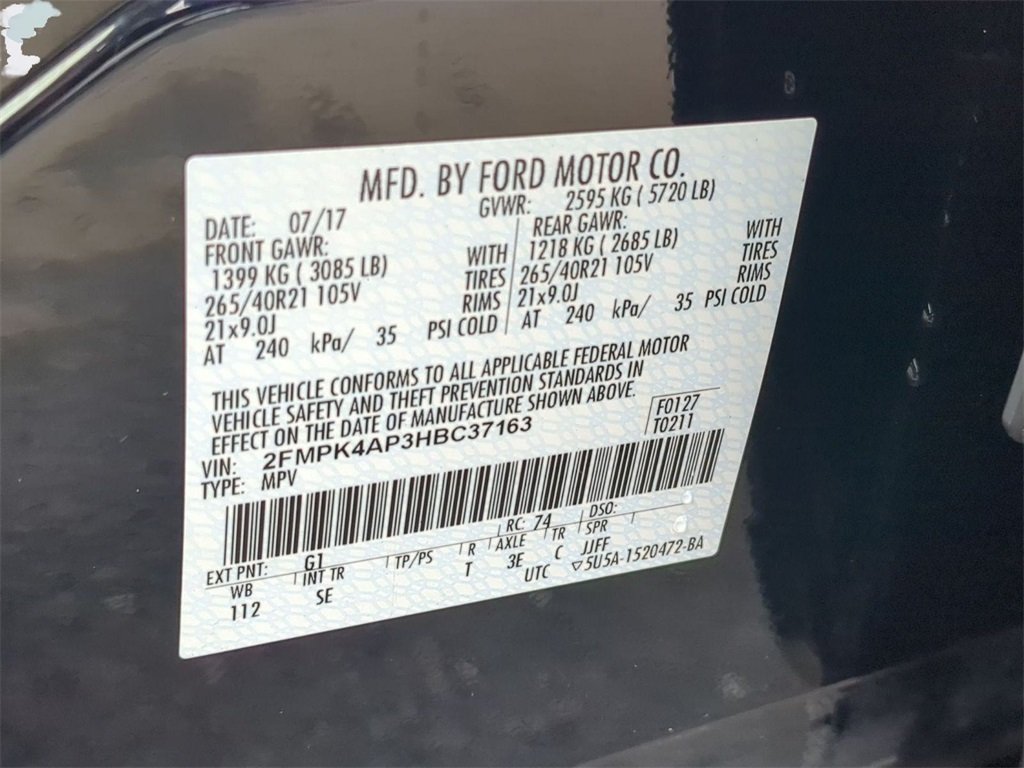 MFD. BY FORD MOTOR CO.
DATE: 07/17 GVWR: 2595 KG ( 5720 LB)
FRONT GAWR: REAR GAWR:
1399 KG ( 3085 LB) WITH 1218 KG ( 2685 LB) WITH
265/40R21 105V TIRES 265/40R21 105V TIRES
21x9.0J RIMS 21x9.0J RIMS
AT 240 kPa/ 35 PSI COLD AT 240 kPa/ 35 PSI COLD
THIS VEHICLE CONFORMS TO ALL APPLICABLE FEDERAL MOTOR
VEHICLE SAFETY AND THEFT PREVENTION STANDARDS IN
EFFECT ON THE DATE OF MANUFACTURE SHOWN ABOVE.
VIN: 2FMPK4AP3HBC37163 F0127
TYPE: MPV T0211
EXT PNT: G1 RC: 74 DSO:
WB INT TR TP/PS R AXLE TR SPR
112 SE T 3E C JJFF
UTC ▽5U5A-1520472-BA